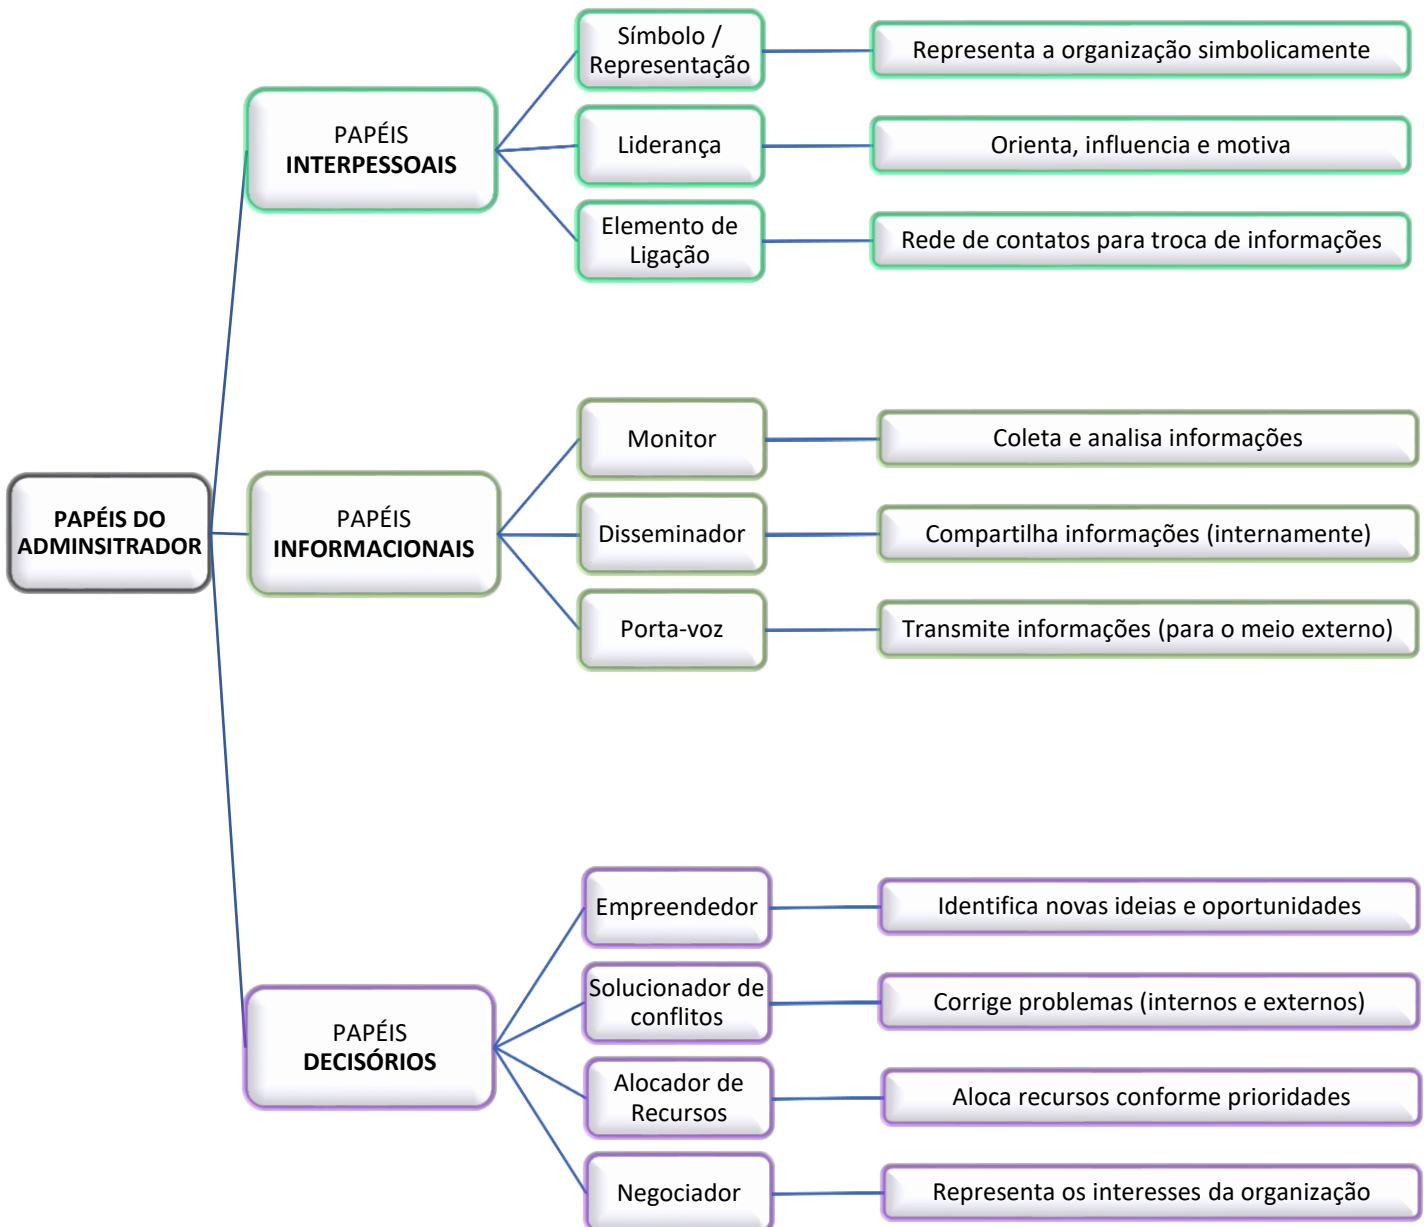 PAPÉIS DO
ADMINSITRADOR
PAPÉIS
INTERPESSOAIS
Símbolo /
Representação
Representa a organização simbolicamente
Liderança
Orienta, influencia e motiva
Elemento de
Ligação
Rede de contatos para troca de informações
PAPÉIS
INFORMACIONAIS
Monitor
Coleta e analisa informações
Disseminador
Compartilha informações (internamente)
Porta-voz
Transmite informações (para o meio externo)
PAPÉIS
DECISÓRIOS
Empreendedor
Identifica novas ideias e oportunidades
Solucionador de
conflitos
Corrige problemas (internos e externos)
Alocador de
Recursos
Aloca recursos conforme prioridades
Negociador
Representa os interesses da organização